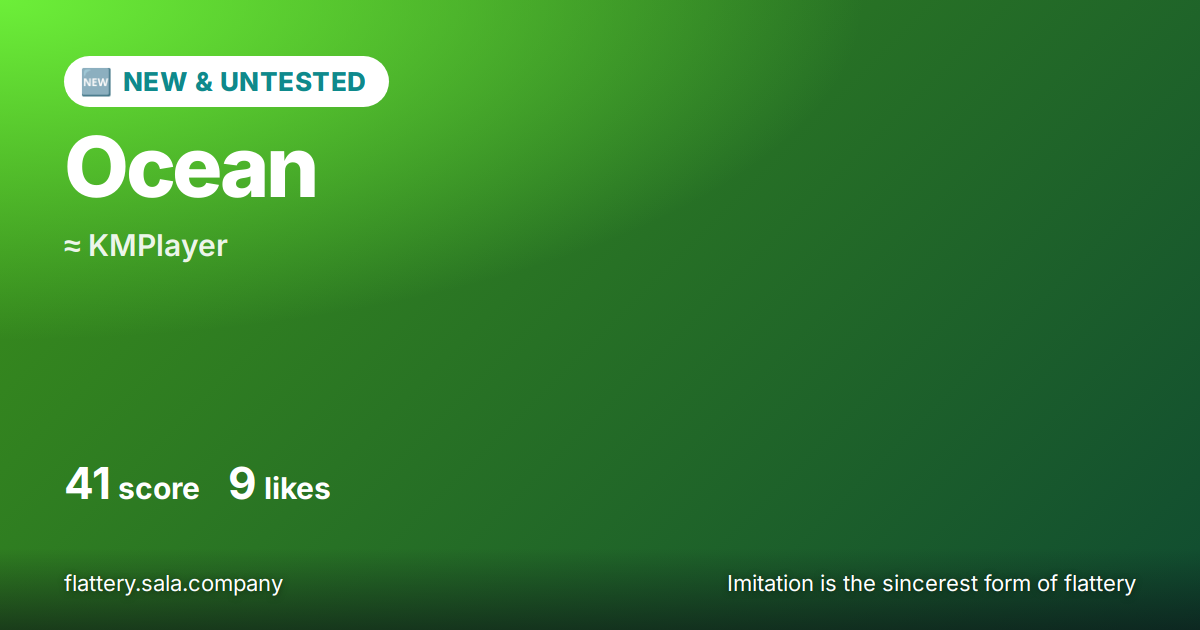 🆕 NEW & UNTESTED
Ocean
≈ KMPlayer
41 score 9 likes
flattery.sala.company
Imitation is the sincerest form of flattery